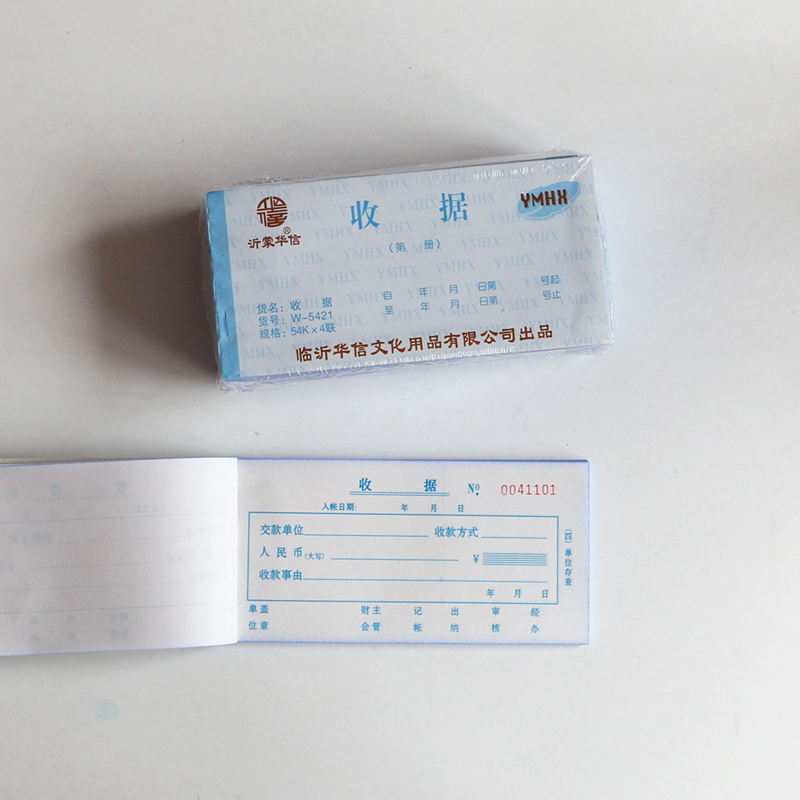 收 据
YMHX
沂蒙华信®
（第 册）
货名：收 据 自 年 月 日第 号起
货号：W-5421 至 年 月 日第 号止
规格：54K×4联
临沂华信文化用品有限公司出品
收 据 № 0041101
入帐日期： 年 月 日
交款单位 收款方式
人民币(大写) ¥
收款事由
年 月 日
(四)单位存查
单盖 财主 记 出 审 经
位章 会管 帐 纳 核 办